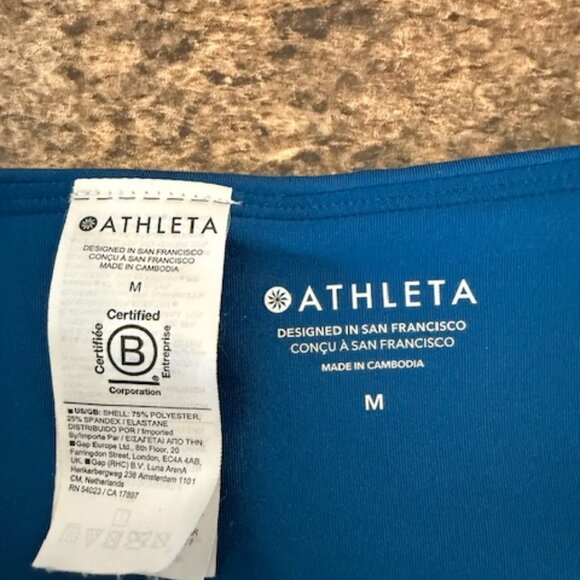 ATHLETA
DESIGNED IN SAN FRANCISCO
CONÇU À SAN FRANCISCO
MADE IN CAMBODIA
M
Certified
Certifiée
B
Entreprise
Corporation
US/GB: SHELL: 75% POLYESTER,
25% SPANDEX / ELASTANE
DISTRIBUIDO POR / Imported
By/Importé Par / ΕΙΣΑΓΕΤΑΙ ΑΠΟ ΤΗΝ:
Gap Europe Ltd., 6th Floor, 20
Farringdon Street, London, EC4A 4AB,
UK. Gap (RHC) B.V. Luna ArenA
Herikerbergweg 238 Amsterdam 1101
CM, Netherlands
RN 54023 / CA 17897
ATHLETA
DESIGNED IN SAN FRANCISCO
CONÇU À SAN FRANCISCO
MADE IN CAMBODIA
M